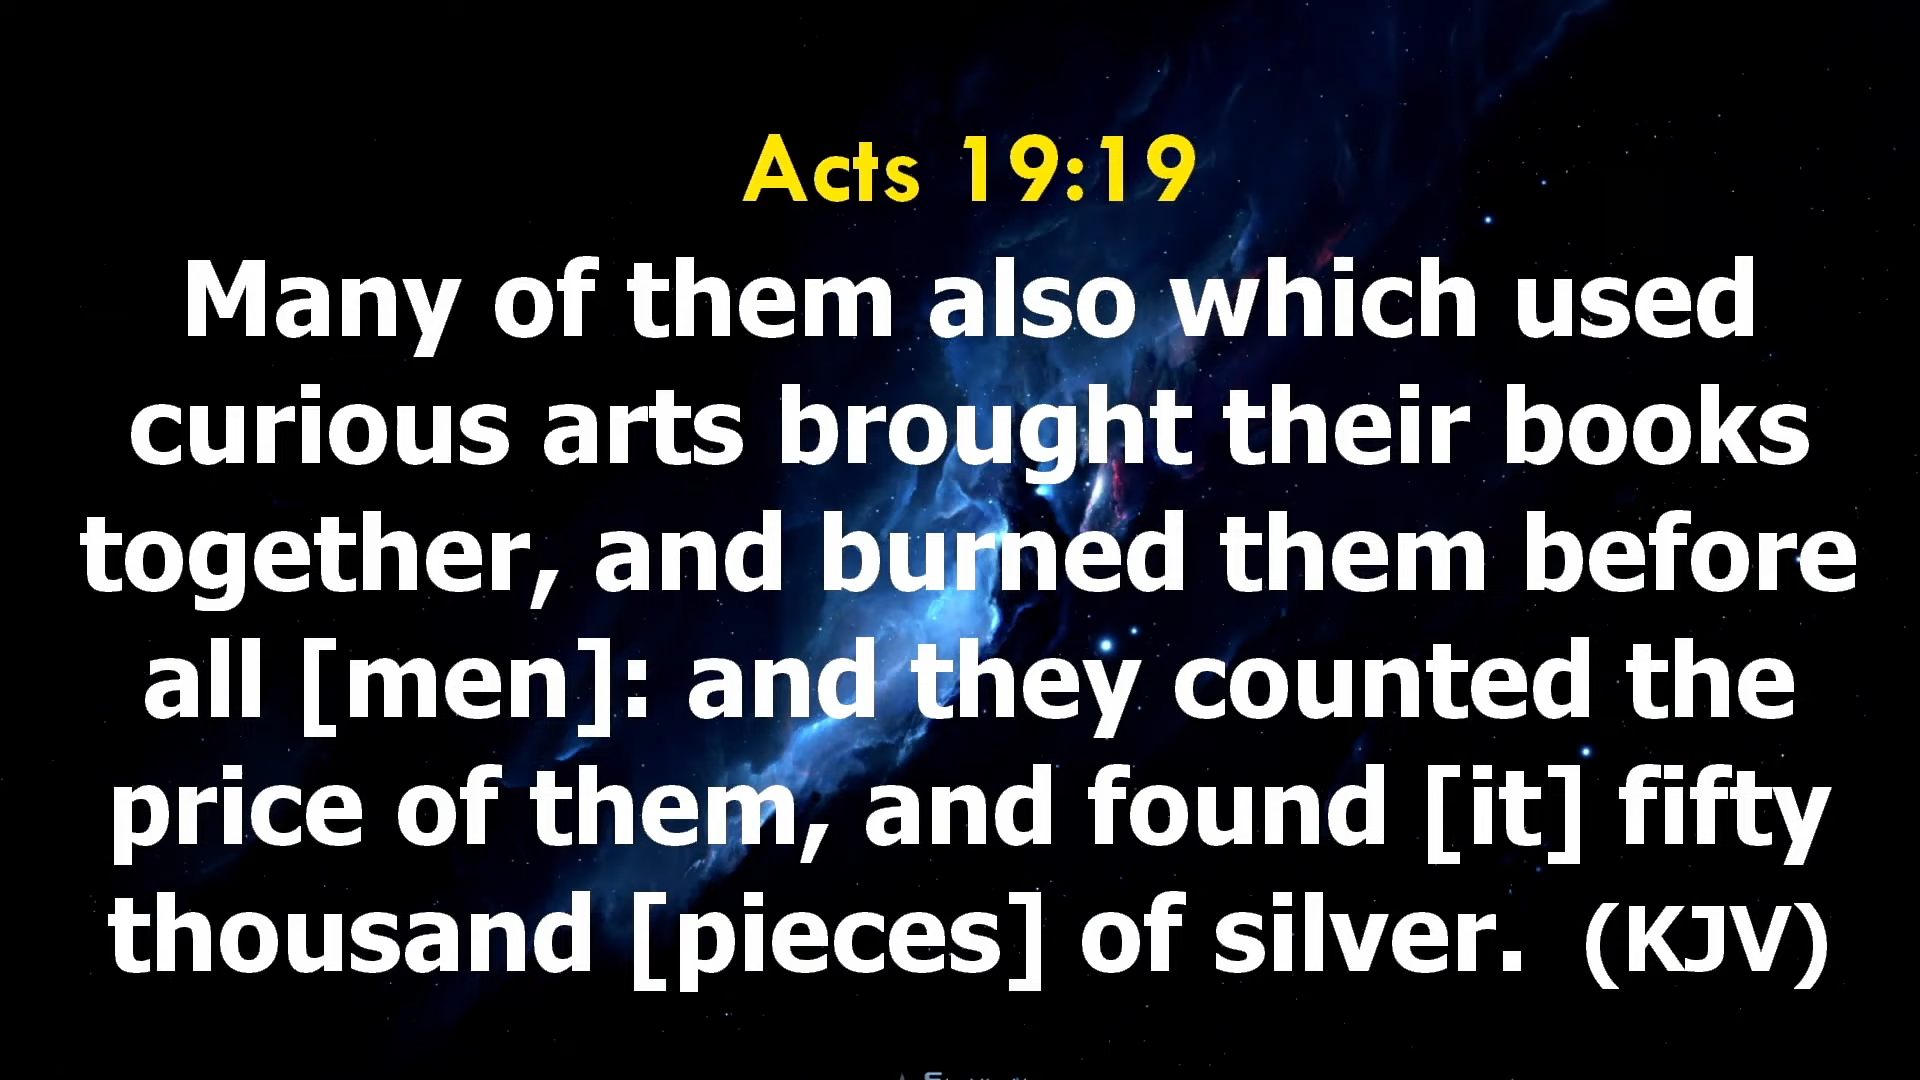 Acts 19:19
Many of them also which used
curious arts brought their books
together, and burned them before
all [men]: and they counted the
price of them, and found [it] fifty
thousand [pieces] of silver. (KJV)